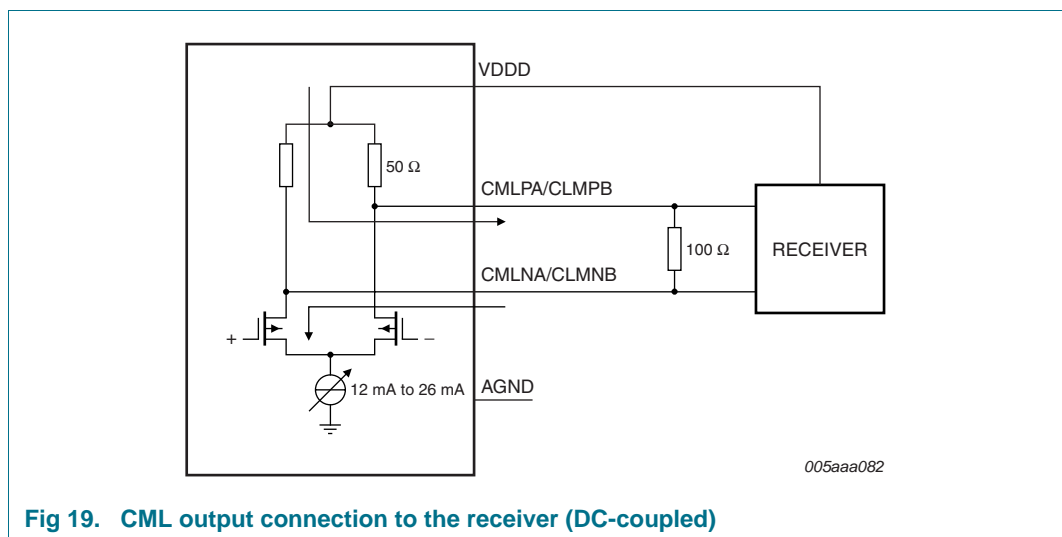 VDDD
50 Ω
CMLPA/CLMPB
100 Ω
RECEIVER
CMLNA/CLMNB
+
–
12 mA to 26 mA
AGND
005aaa082
Fig 19. CML output connection to the receiver (DC-coupled)